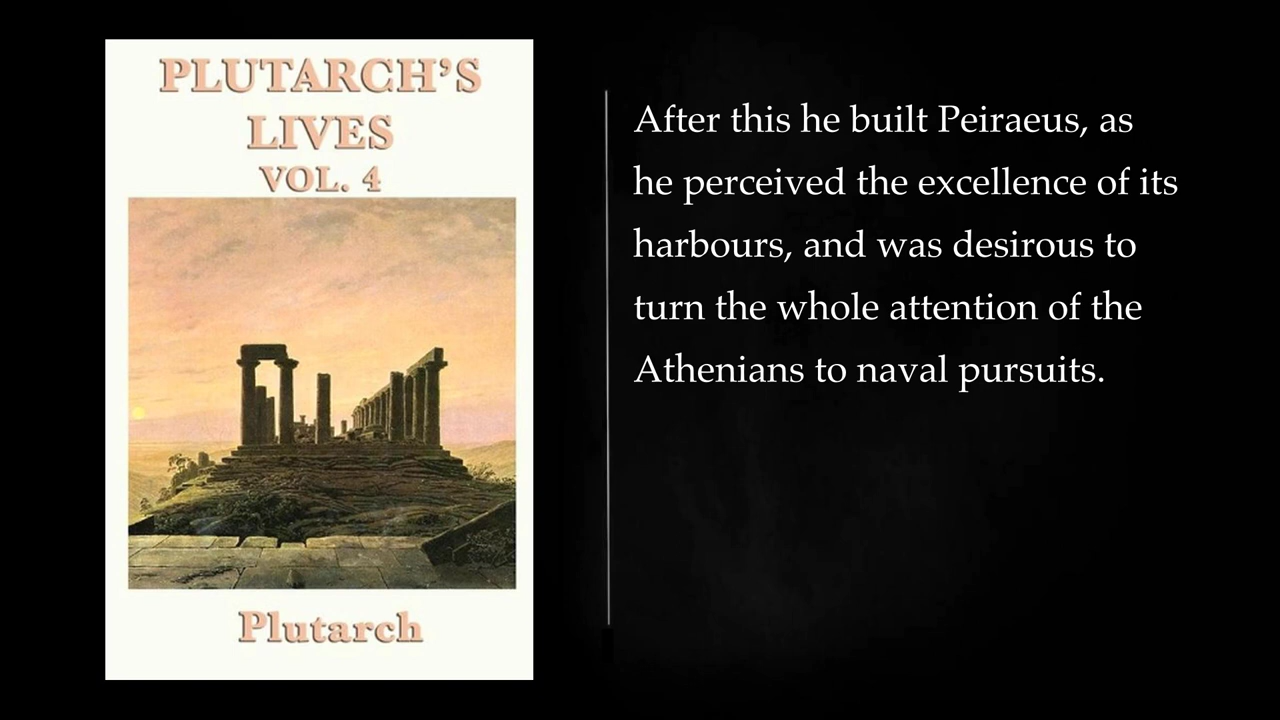 PLUTARCH'S
LIVES
VOL. 4
Plutarch
After this he built Peiraeus, as
he perceived the excellence of its
harbours, and was desirous to
turn the whole attention of the
Athenians to naval pursuits.